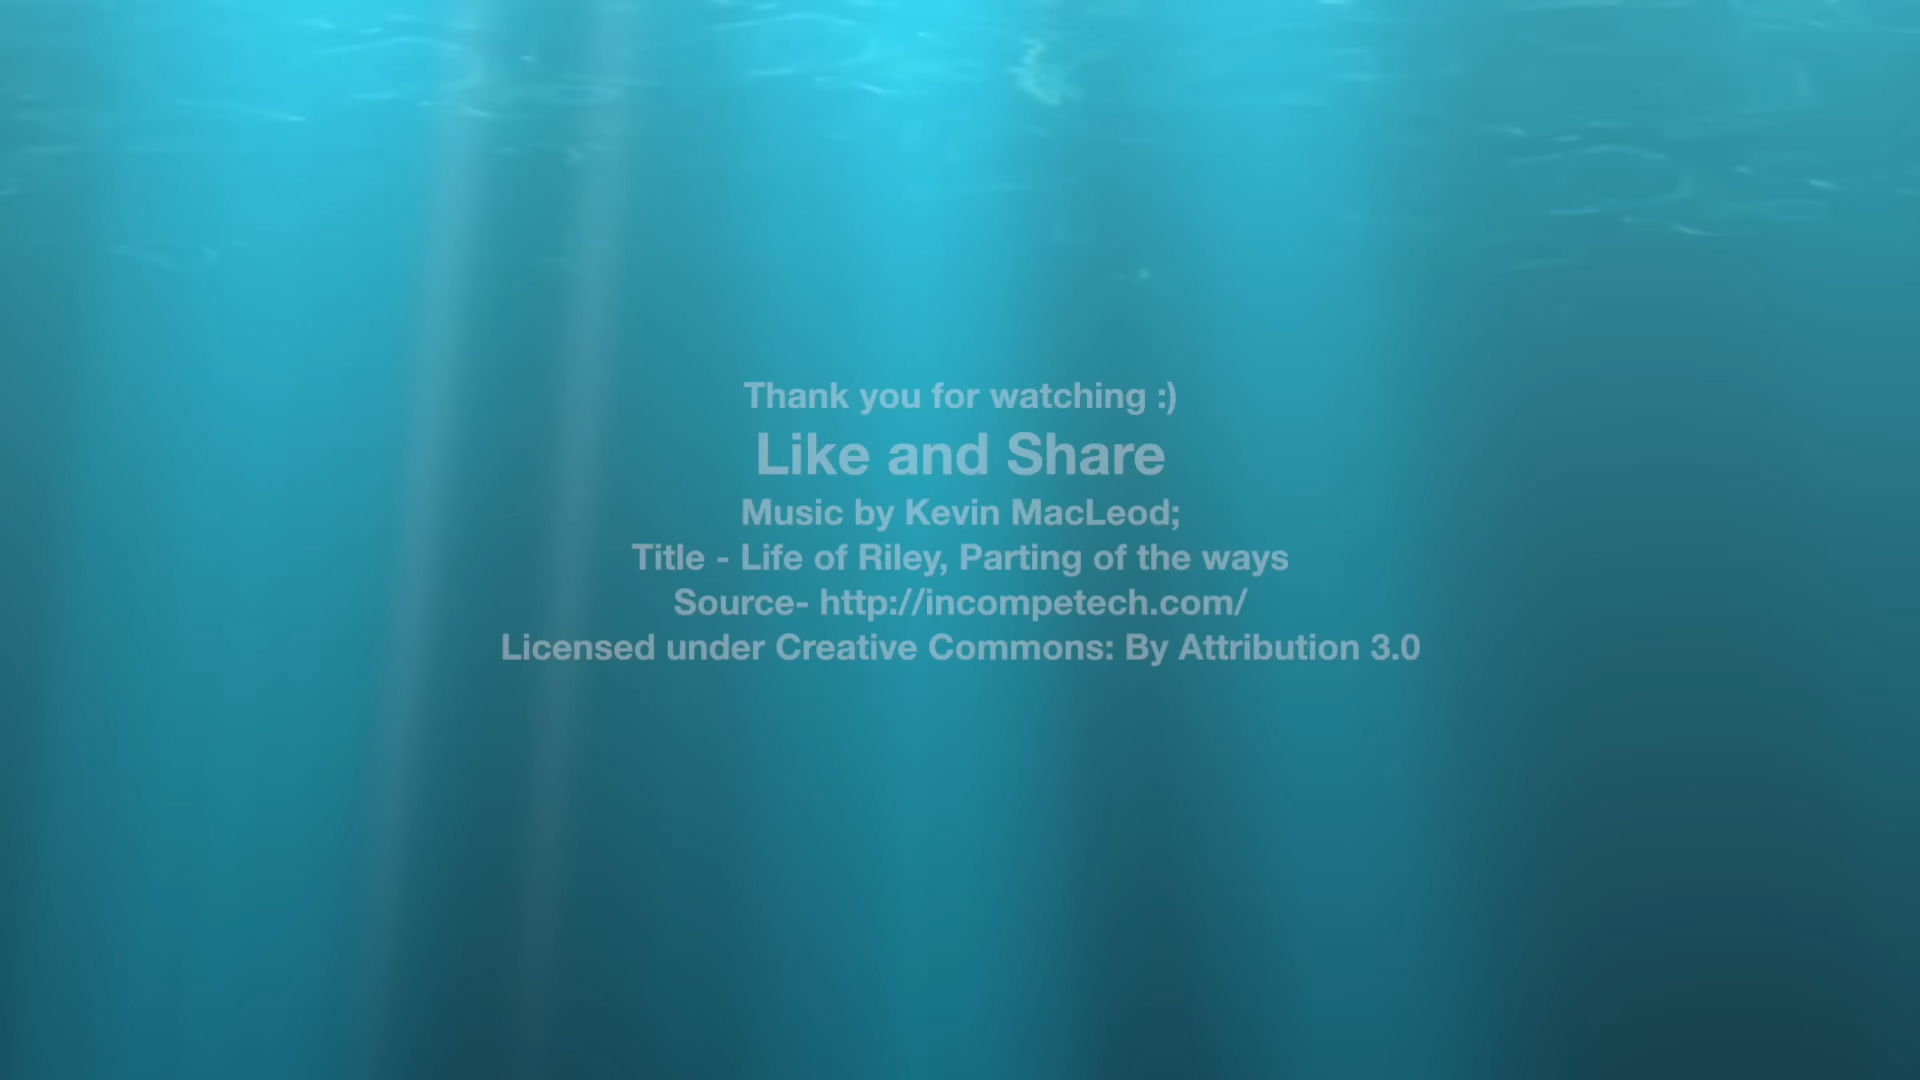 Thank you for watching :)
Like and Share
Music by Kevin MacLeod;
Title - Life of Riley, Parting of the ways
Source- http://incompetech.com/
Licensed under Creative Commons: By Attribution 3.0